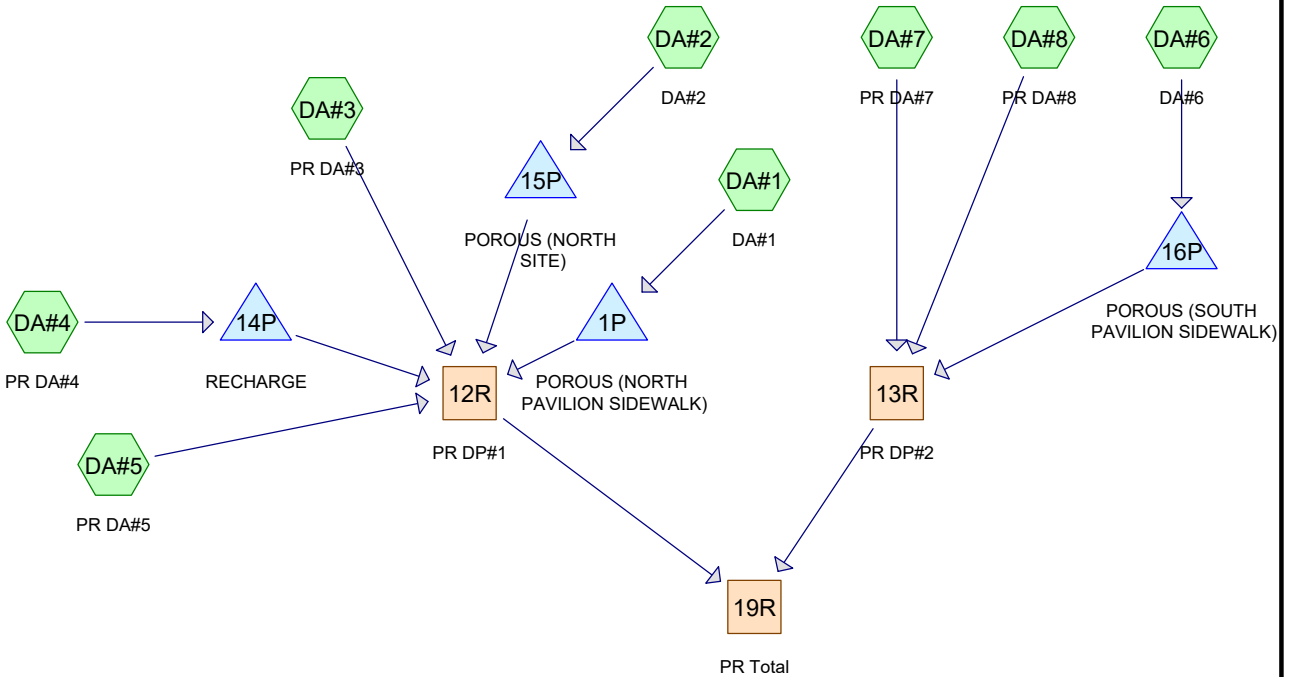 DA#2
DA#2
DA#7
PR DA#7
DA#8
PR DA#8
DA#6
DA#6
DA#3
PR DA#3
15P
POROUS (NORTH
SITE)
DA#1
DA#1
16P
POROUS (SOUTH
PAVILION SIDEWALK)
DA#4
PR DA#4
14P
RECHARGE
1P
POROUS (NORTH
PAVILION SIDEWALK)
12R
PR DP#1
13R
PR DP#2
DA#5
PR DA#5
19R
PR Total